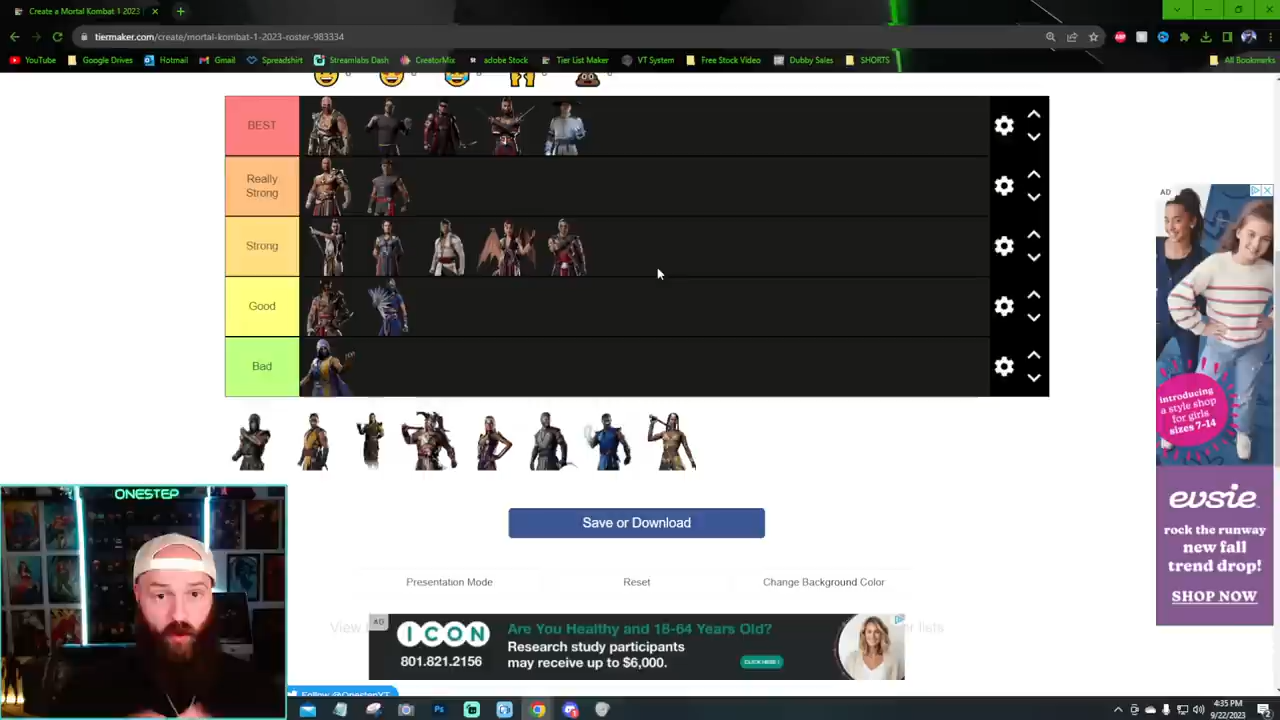 Create a Mortal Kombat 1 2023
tiermaker.com/create/mortal-kombat-1-2023-roster-983334
YouTube Google Drives Hotmail Gmail Spreadshirt Streamlabs Dash CreatorMix adobe Stock Tier List Maker VT System Free Stock Video Dubby Sales SHORTS All Bookmarks
BEST
Really
Strong
Strong
Good
Bad
AD
introducing
a style shop
for girls
sizes 7-14
evsie
rock the runway
new fall
trend drop!
SHOP NOW
ONESTEP
Save or Download
Presentation Mode Reset Change Background Color
AD
ICON
801.821.2156
Are You Healthy and 18-64 Years Old?
Research study participants
may receive up to $6,000.
CLICK HERE
Follow @OnestepYT
4:35 PM
9/22/2023